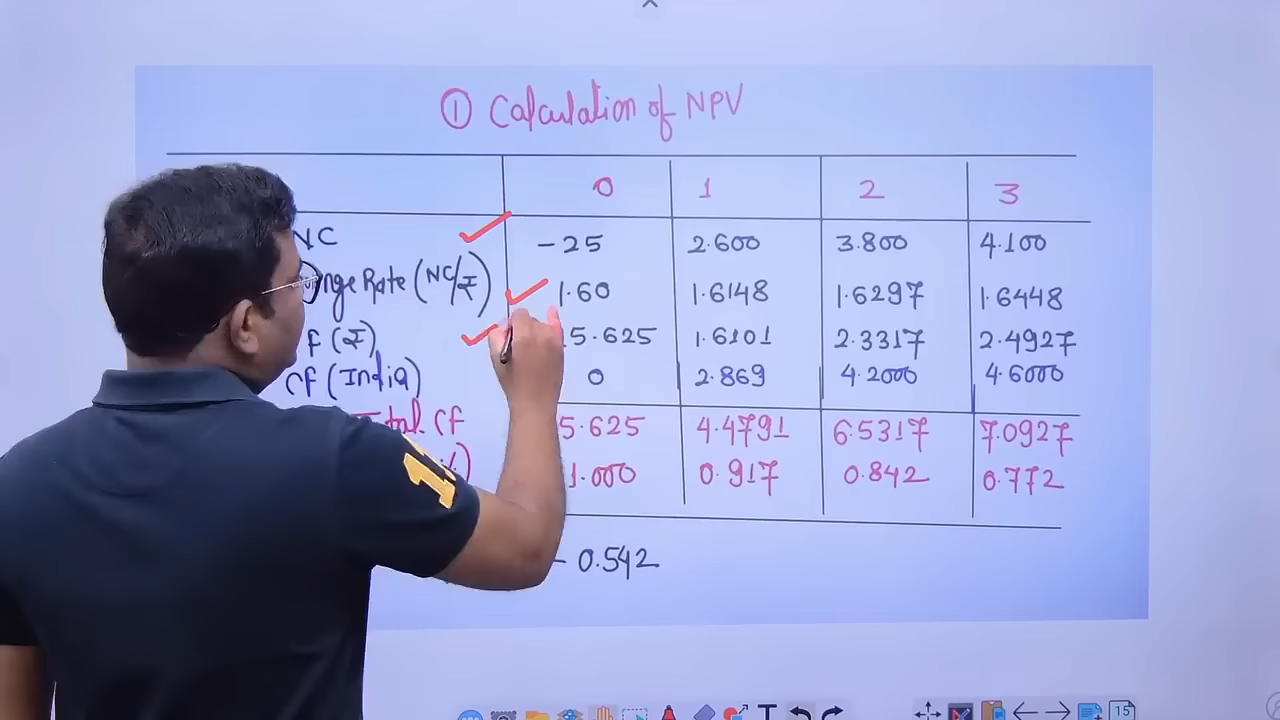 ① Calculation of NPV
0 1 2 3
NC -25 2.600 3.800 4.100
Rate (NC/₹) 1.60 1.6148 1.6297 1.6448
(₹) 5.625 1.6101 2.3317 2.4927
Cf (India) 0 2.869 4.2000 4.6000
Cf 5.625 4.4791 6.5317 7.0927
1.000 0.917 0.842 0.772
- 0.542
15